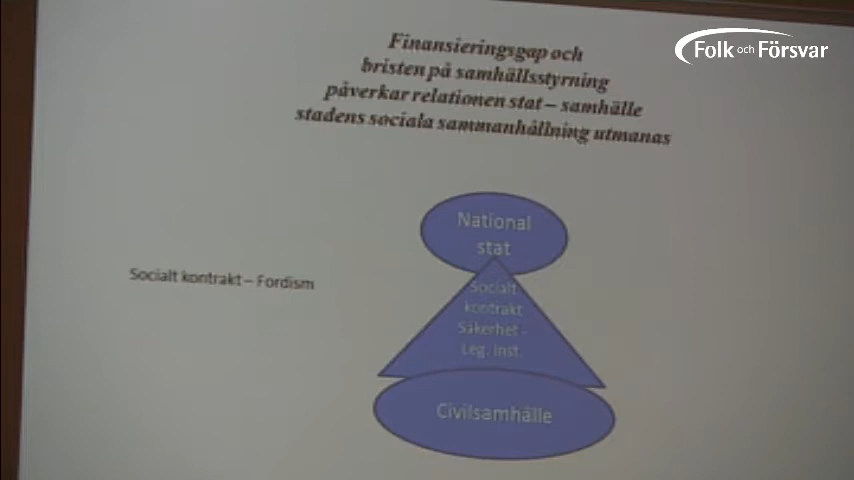 Folk och Försvar
Finansieringsgap och
bristen på samhällsstyrning
påverkar relationen stat – samhälle
stadens sociala sammanhållning utmanas
National
stat
Socialt kontrakt – Fordism
Socialt
kontrakt
Säkerhet -
Leg. Inst.
Civilsamhälle